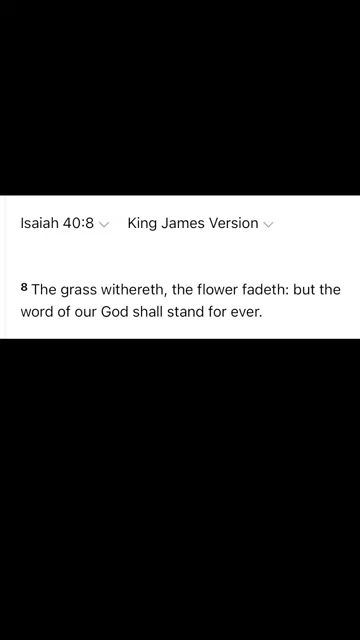 Isaiah 40:8 King James Version
8 The grass withereth, the flower fadeth: but the
word of our God shall stand for ever.